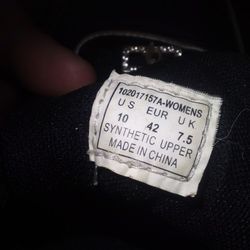 102017157A-WOMENS
US EUR UK
10 42 7.5
SYNTHETIC UPPER
MADE IN CHINA